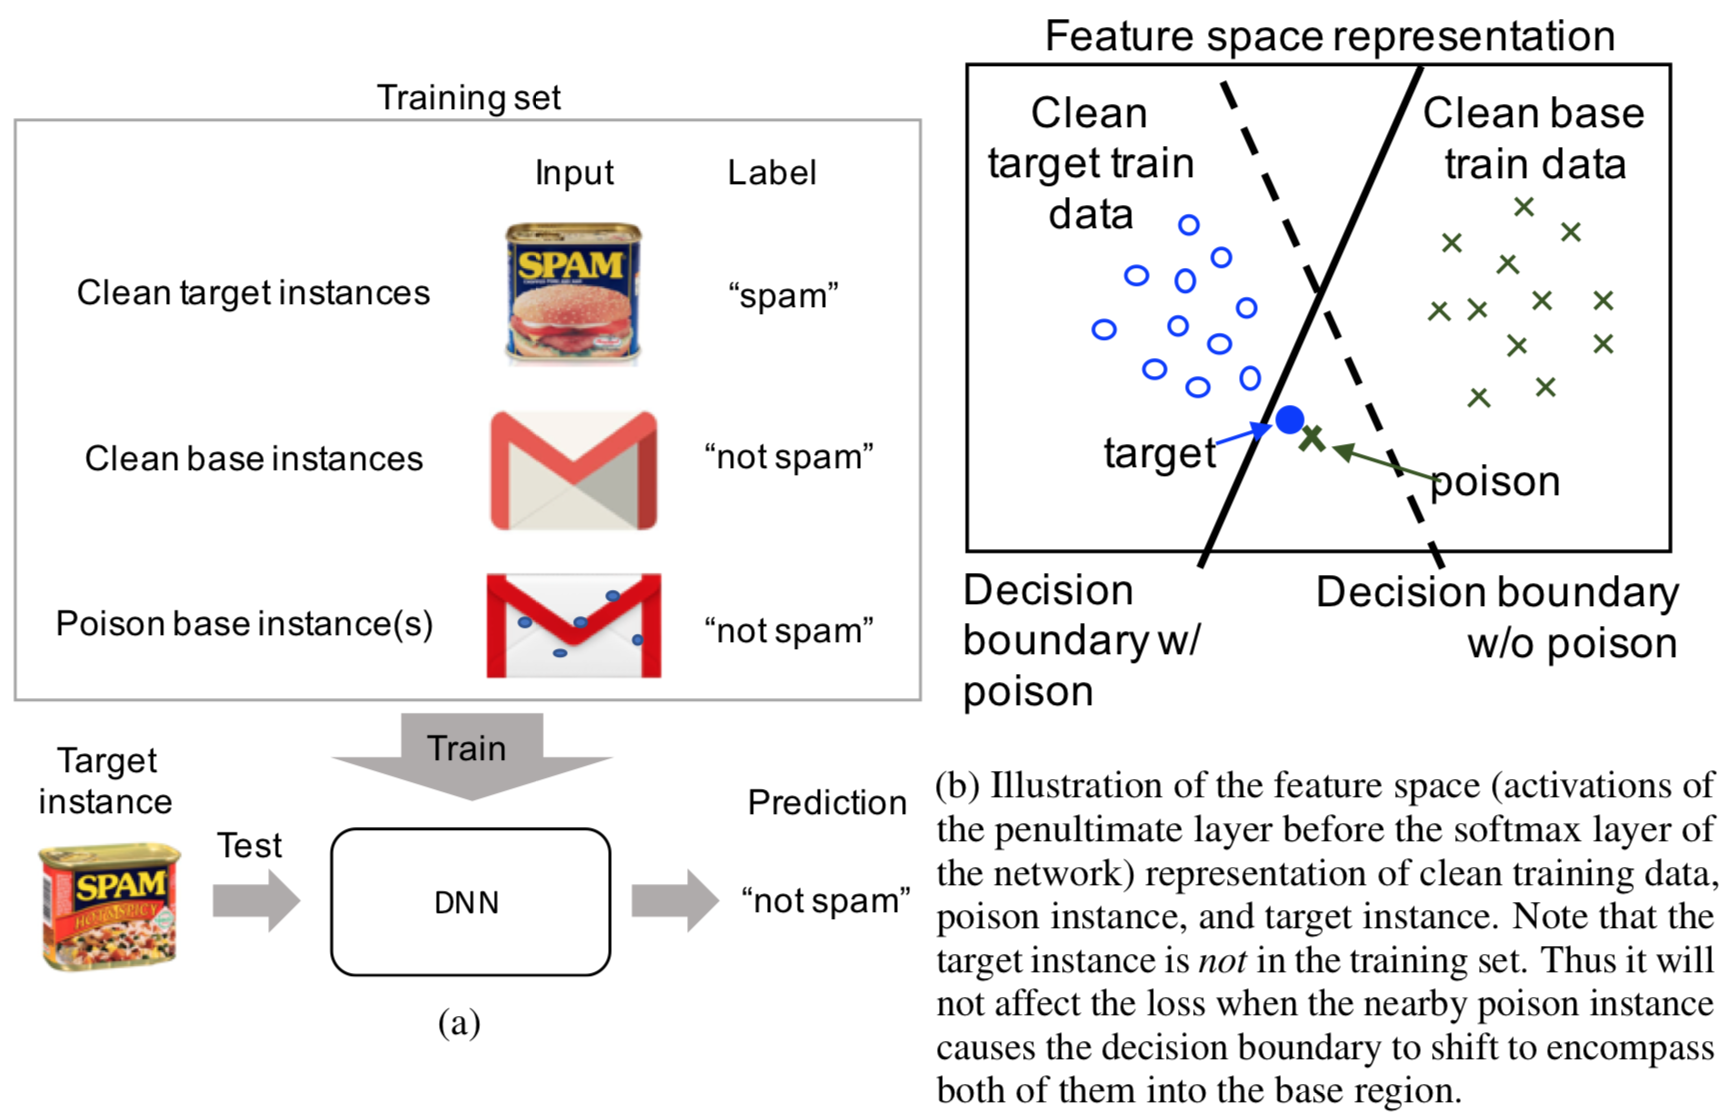 Training set
Input Label
Clean target instances
SPAM
“spam”
Clean base instances
“not spam”
Poison base instance(s)
“not spam”
Train
Target
instance
SPAM
HOT & SPICY
Test
DNN
Prediction
“not spam”
(a)
Feature space representation
Clean
target train
data
Clean base
train data
target
poison
Decision
boundary w/
poison
Decision boundary
w/o poison
(b) Illustration of the feature space (activations of
the penultimate layer before the softmax layer of
the network) representation of clean training data,
poison instance, and target instance. Note that the
target instance is not in the training set. Thus it will
not affect the loss when the nearby poison instance
causes the decision boundary to shift to encompass
both of them into the base region.